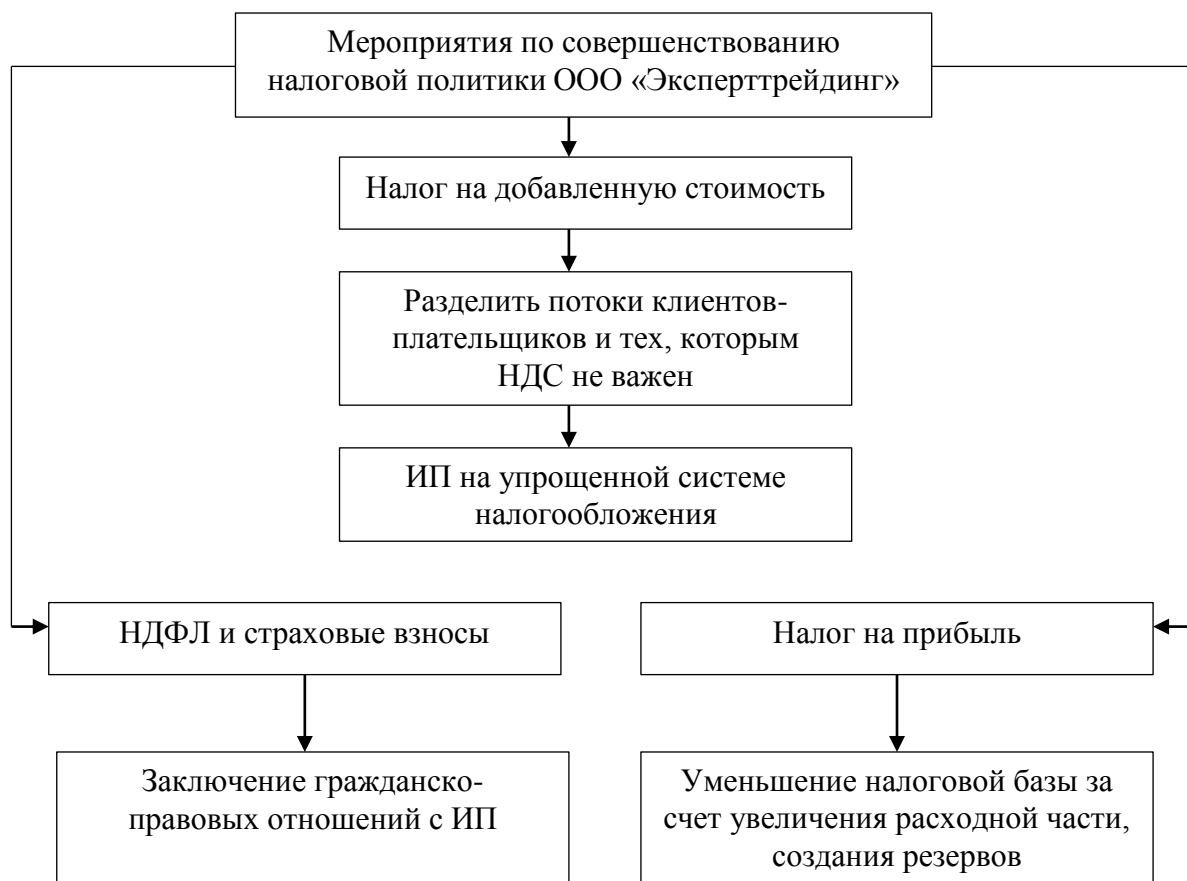 Мероприятия по совершенствованию
налоговой политики ООО «Эксперттрейдинг»
Налог на добавленную стоимость
Разделить потоки клиентов-
плательщиков и тех, которым
НДС не важен
ИП на упрощенной системе
налогообложения
НДФЛ и страховые взносы
Налог на прибыль
Заключение гражданско-
правовых отношений с ИП
Уменьшение налоговой базы за
счет увеличения расходной части,
создания резервов